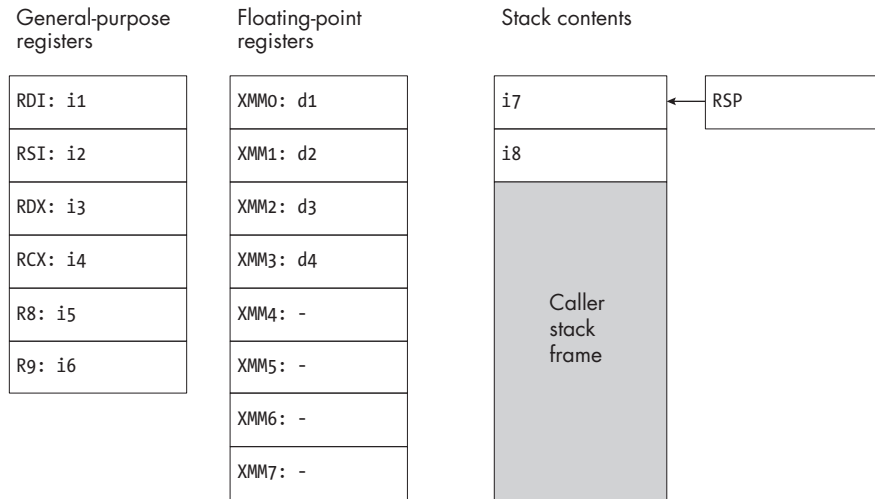 General-purpose
registers
RDI: i1
RSI: i2
RDX: i3
RCX: i4
R8: i5
R9: i6
Floating-point
registers
XMM0: d1
XMM1: d2
XMM2: d3
XMM3: d4
XMM4: -
XMM5: -
XMM6: -
XMM7: -
Stack contents
i7
i8
Caller
stack
frame
RSP